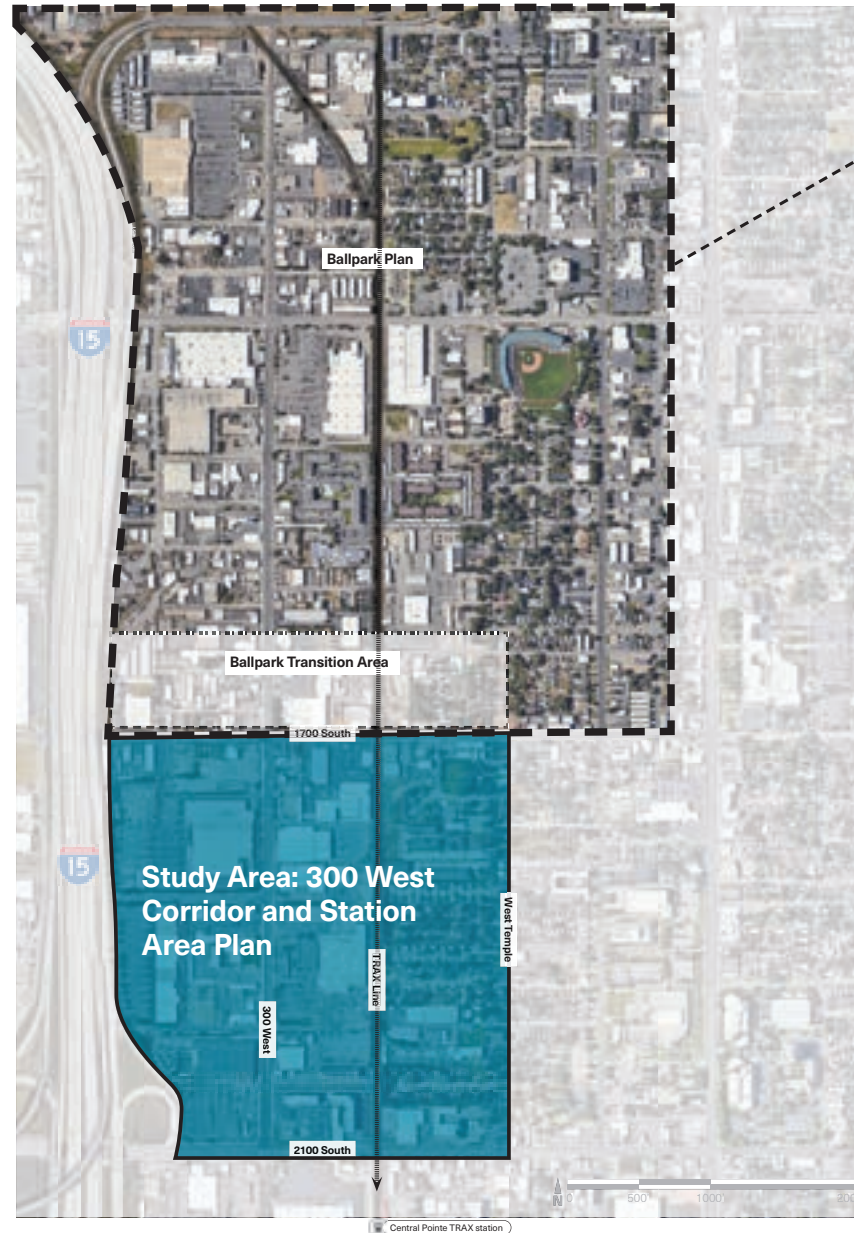 Ballpark Plan
15
Ballpark Transition Area
1700 South
15
Study Area: 300 West
Corridor and Station
Area Plan
West Temple
TRAX Line
300 West
2100 South
N
0 500 1000
Central Pointe TRAX station